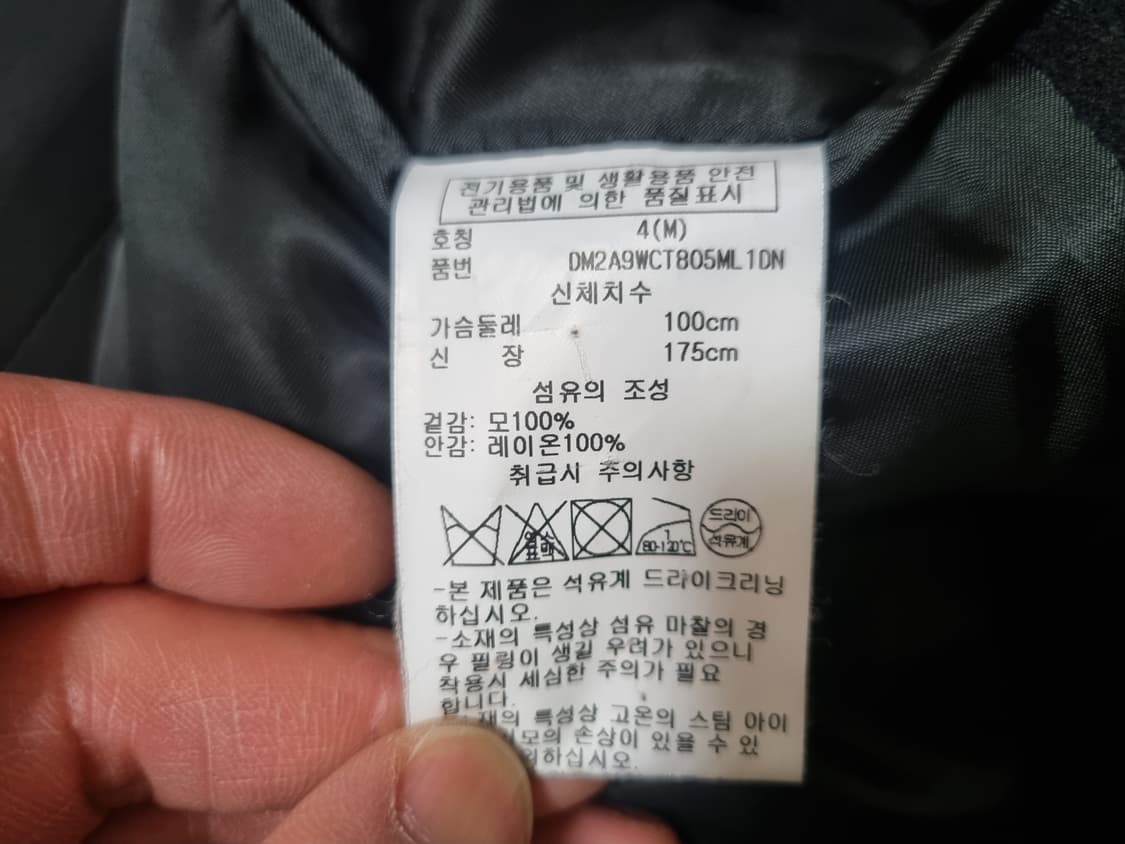 전기용품 및 생활용품 안전
관리법에 의한 품질표시
호칭 4(M)
품번 DM2A9WCT805ML1DN
신체치수
가슴둘레 100cm
신 장 175cm
섬유의 조성
겉감: 모100%
안감: 레이온100%
취급시 주의사항
염소
표백
1
80-120℃
드라이
석유계
-본 제품은 석유계 드라이크리닝
하십시오.
-소재의 특성상 섬유 마찰의 경
우 필링이 생길 우려가 있으니
착용시 세심한 주의가 필요
합니다.
특성상 고온의 스팀 아이
손상이 있을 수 있
하십시오.